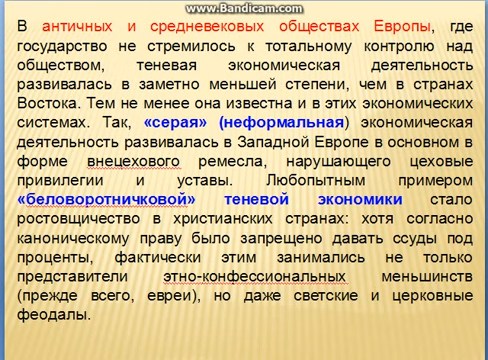 www.Bandicam.com
В античных и средневековых обществах Европы, где
государство не стремилось к тотальному контролю над
обществом, теневая экономическая деятельность
развивалась в заметно меньшей степени, чем в странах
Востока. Тем не менее она известна и в этих экономических
системах. Так, «серая» (неформальная) экономическая
деятельность развивалась в Западной Европе в основном в
форме внецехового ремесла, нарушающего цеховые
привилегии и уставы. Любопытным примером
«беловоротничковой» теневой экономики стало
ростовщичество в христианских странах: хотя согласно
каноническому праву было запрещено давать ссуды под
проценты, фактически этим занимались не только
представители этно-конфессиональных меньшинств
(прежде всего, евреи), но даже светские и церковные
феодалы.